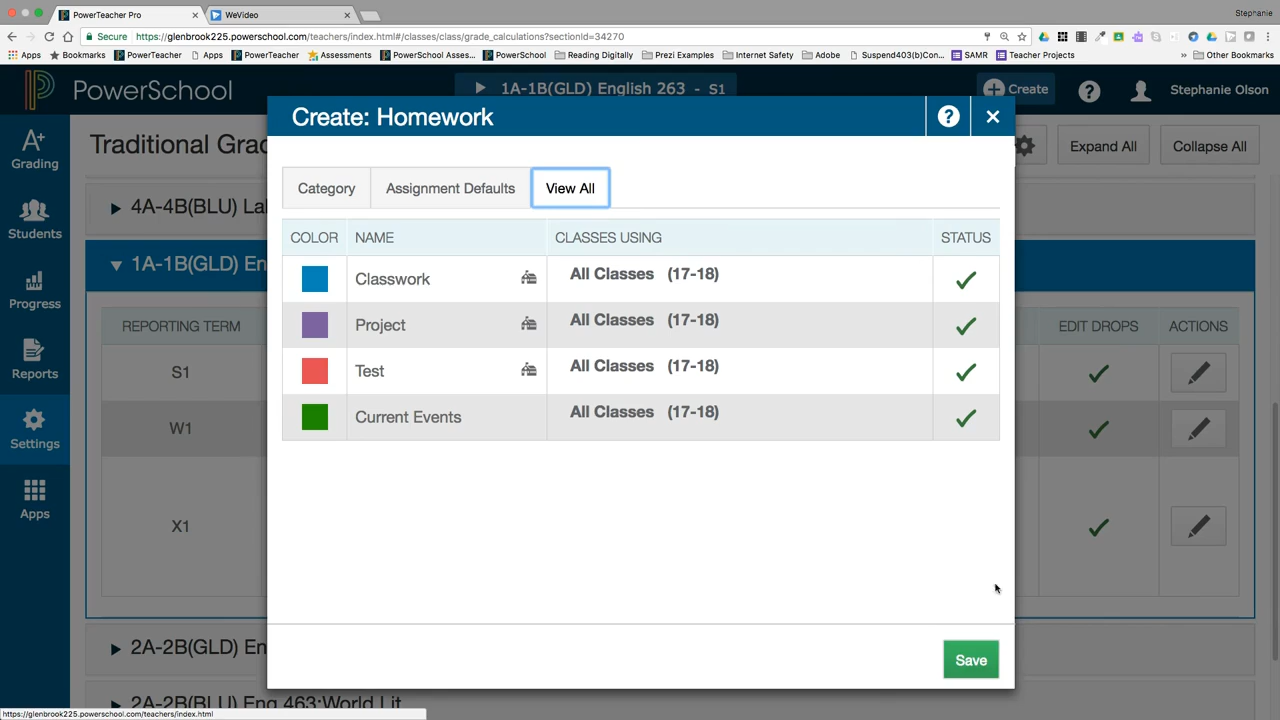 PowerTeacher Pro
WeVideo
Stephanie
Secure https://glenbrook225.powerschool.com/teachers/index.html#/classes/class/grade_calculations?sectionId=34270
Apps Bookmarks PowerTeacher Apps PowerTeacher Assessments PowerSchool Asses... PowerSchool Reading Digitally Prezi Examples Internet Safety Adobe Suspend403(b)Con... SAMR Teacher Projects » Other Bookmarks
PowerSchool
1A-1B(GLD) English 263 - S1
Create
Stephanie Olson
Create: Homework
Traditional Grad
Expand All
Collapse All
Grading
Students
Progress
Reports
Settings
Apps
Category
Assignment Defaults
View All
COLOR NAME CLASSES USING STATUS
Classwork All Classes (17-18)
Project All Classes (17-18)
Test All Classes (17-18)
Current Events All Classes (17-18)
4A-4B(BLU) Lal
1A-1B(GLD) En
REPORTING TERM EDIT DROPS ACTIONS
S1
W1
X1
2A-2B(GLD) En
2A-2B(BLU) Eng 463:World Lit
Save
https://glenbrook225.powerschool.com/teachers/index.html